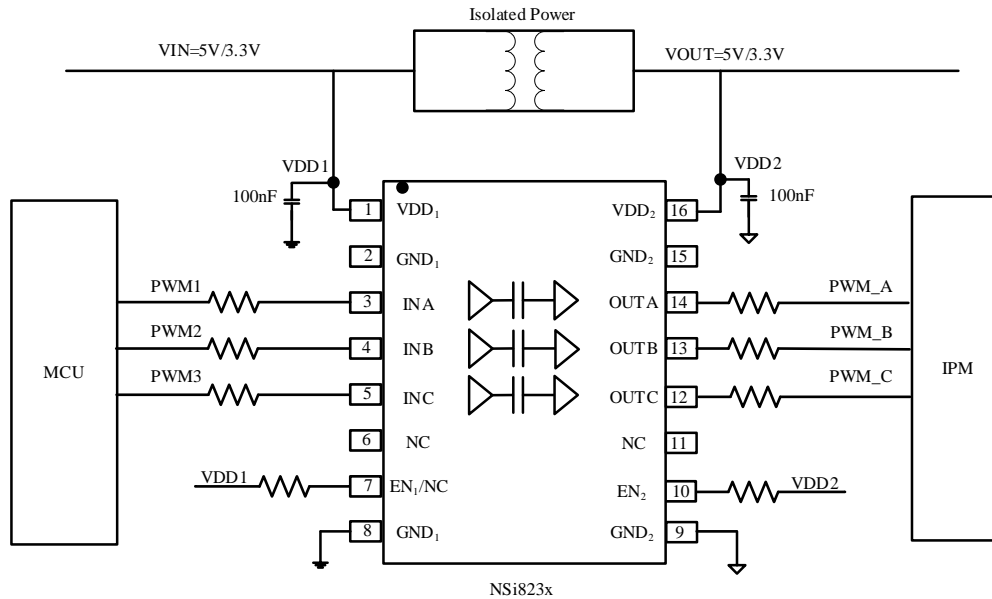 Isolated Power
VIN=5V/3.3V
VOUT=5V/3.3V
VDD1
VDD2
100nF
100nF
1 VDD₁
VDD₂ 16
2 GND₁
GND₂ 15
PWM1
3 INA
OUTA 14
PWM_A
PWM2
4 INB
OUTB 13
PWM_B
MCU
IPM
PWM3
5 INC
OUTC 12
PWM_C
6 NC
NC 11
VDD1
7 EN₁/NC
EN₂ 10
VDD2
8 GND₁
GND₂ 9
NSi823x